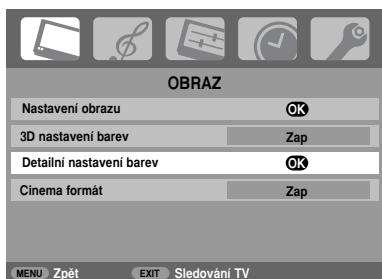 OBRAZ
Nastavení obrazu OK
3D nastavení barev Zap
Detailní nastavení barev OK
Cinema formát Zap
MENU Zpět EXIT Sledování TV